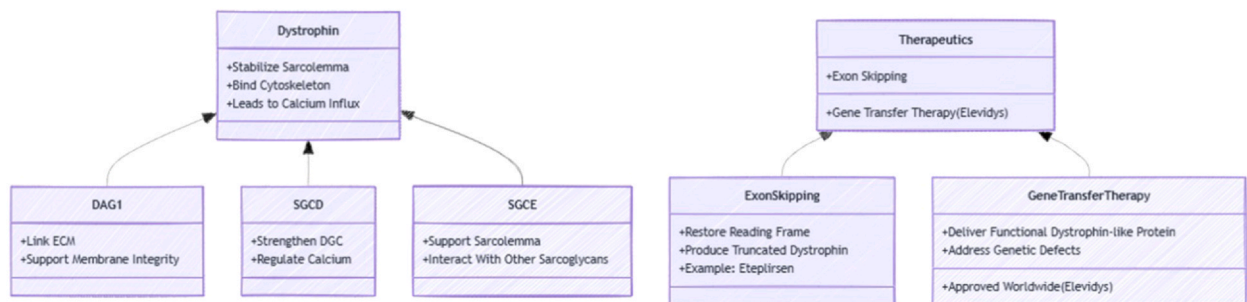 Dystrophin
+Stabilize Sarcolemma
+Bind Cytoskeleton
+Leads to Calcium Influx
DAG1
+Link ECM
+Support Membrane Integrity
SGCD
+Strengthen DGC
+Regulate Calcium
SGCE
+Support Sarcolemma
+Interact With Other Sarcoglycans
Therapeutics
+Exon Skipping
+Gene Transfer Therapy(Elevidys)
ExonSkipping
+Restore Reading Frame
+Produce Truncated Dystrophin
+Example: Eteplirsen
GeneTransferTherapy
+Deliver Functional Dystrophin-like Protein
+Address Genetic Defects
+Approved Worldwide(Elevidys)